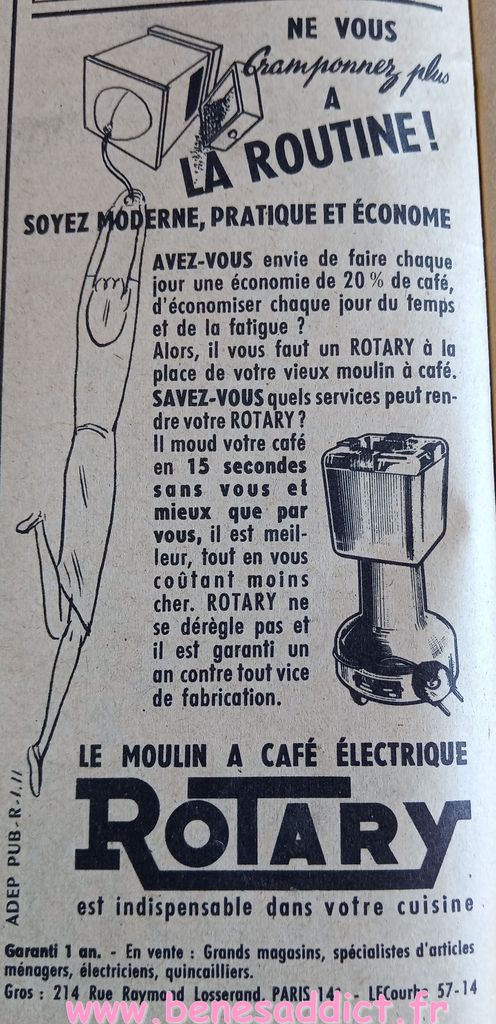 NE VOUS
Cramponnez plus
A
LA ROUTINE!
SOYEZ MODERNE, PRATIQUE ET ÉCONOME
AVEZ-VOUS envie de faire chaque
jour une économie de 20 % de café,
d'économiser chaque jour du temps
et de la fatigue ?
Alors, il vous faut un ROTARY à la
place de votre vieux moulin à café.
SAVEZ-VOUS quels services peut ren-
dre votre ROTARY ?
Il moud votre café
en 15 secondes
sans vous et
mieux que par
vous, il est meil-
leur, tout en vous
coûtant moins
cher. ROTARY ne
se dérègle pas et
il est garanti un
an contre tout vice
de fabrication.
LE MOULIN A CAFÉ ÉLECTRIQUE
ROTARY
est indispensable dans votre cuisine
ADEP PUB-R-1.11
Garanti 1 an. - En vente : Grands magasins, spécialistes d'articles
ménagers, électriciens, quincailliers.
Gros : 214 Rue Raymond Losserand. PARIS - LECourbe 57-14
www.benesaddict.fr